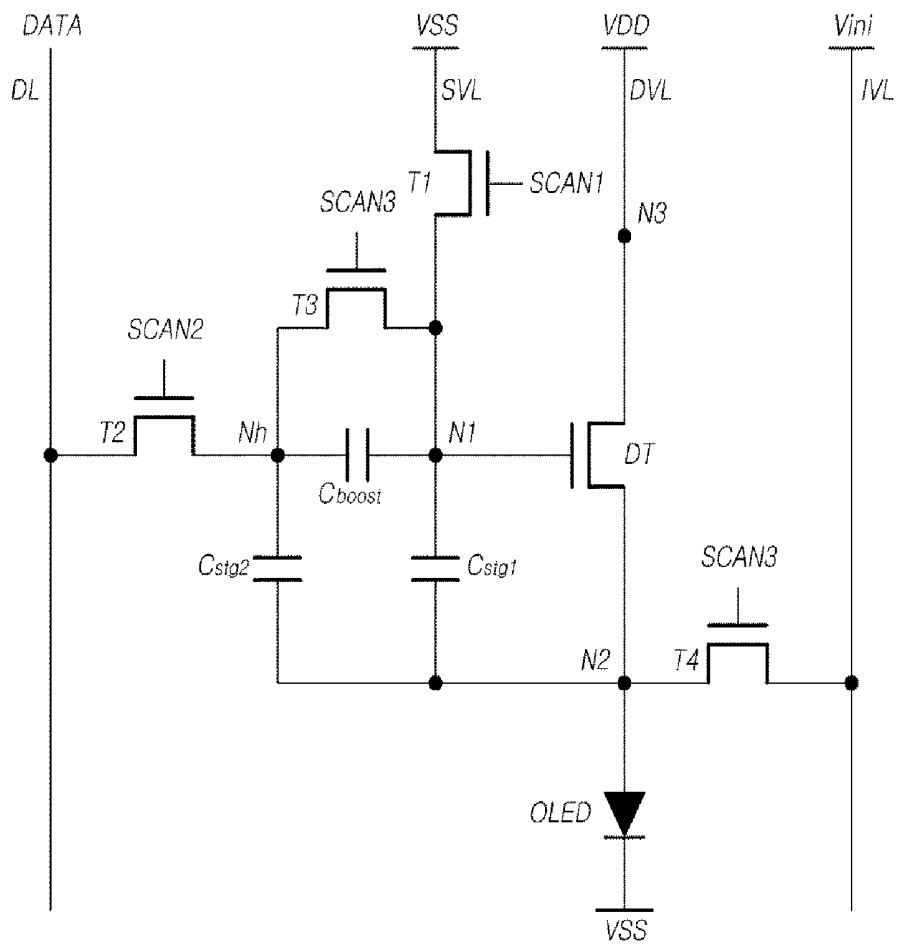 DATA
VSS
VDD
Vini
DL
SVL
DVL
IVL
T1
SCAN1
SCAN3
N3
T3
SCAN2
T2
Nh
N1
DT
Cboost
Cstg2
Cstg1
SCAN3
N2
T4
OLED
VSS